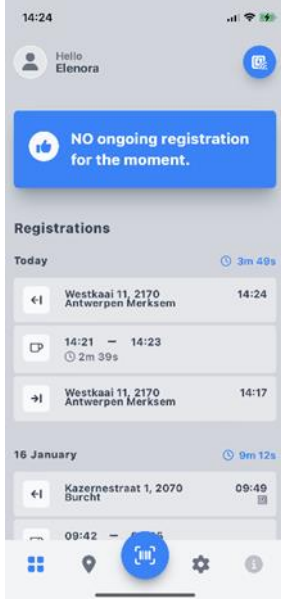 14:24
Hello
Elenora
NO ongoing registration
for the moment.
Registrations
Today 3m 49s
Westkaai 11, 2170 14:24
Antwerpen Merksem
14:21 — 14:23
2m 39s
Westkaai 11, 2170 14:17
Antwerpen Merksem
16 January 9m 12s
Kazernestraat 1, 2070 09:49
Burcht
09:42 —